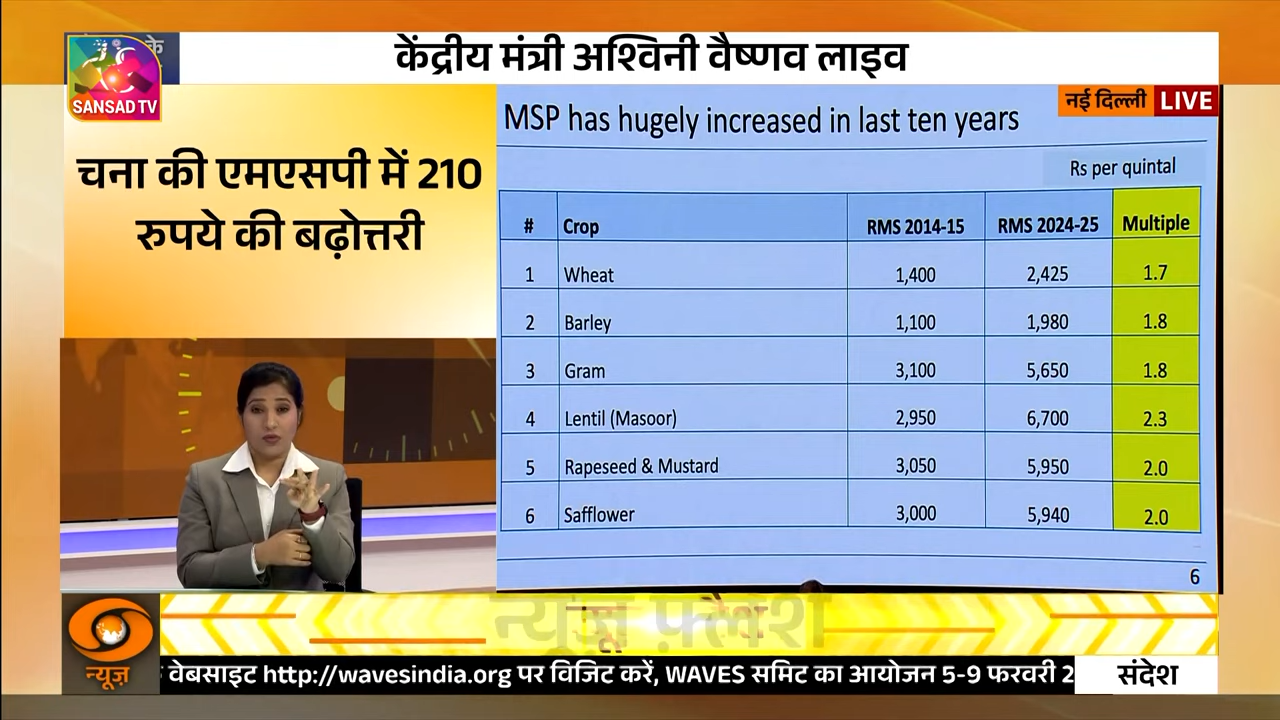 केंद्रीय मंत्री अश्विनी वैष्णव लाइव
के
SANSAD TV
नई दिल्ली LIVE
चना की एमएसपी में 210
रुपये की बढ़ोत्तरी
MSP has hugely increased in last ten years
Rs per quintal
# Crop RMS 2014-15 RMS 2024-25 Multiple
1 Wheat 1,400 2,425 1.7
2 Barley 1,100 1,980 1.8
3 Gram 3,100 5,650 1.8
4 Lentil (Masoor) 2,950 6,700 2.3
5 Rapeseed & Mustard 3,050 5,950 2.0
6 Safflower 3,000 5,940 2.0
6
न्यूज़ फ़्लैश
न्यूज़
वेबसाइट http://wavesindia.org पर विजिट करें, WAVES समिट का आयोजन 5-9 फरवरी 2
संदेश